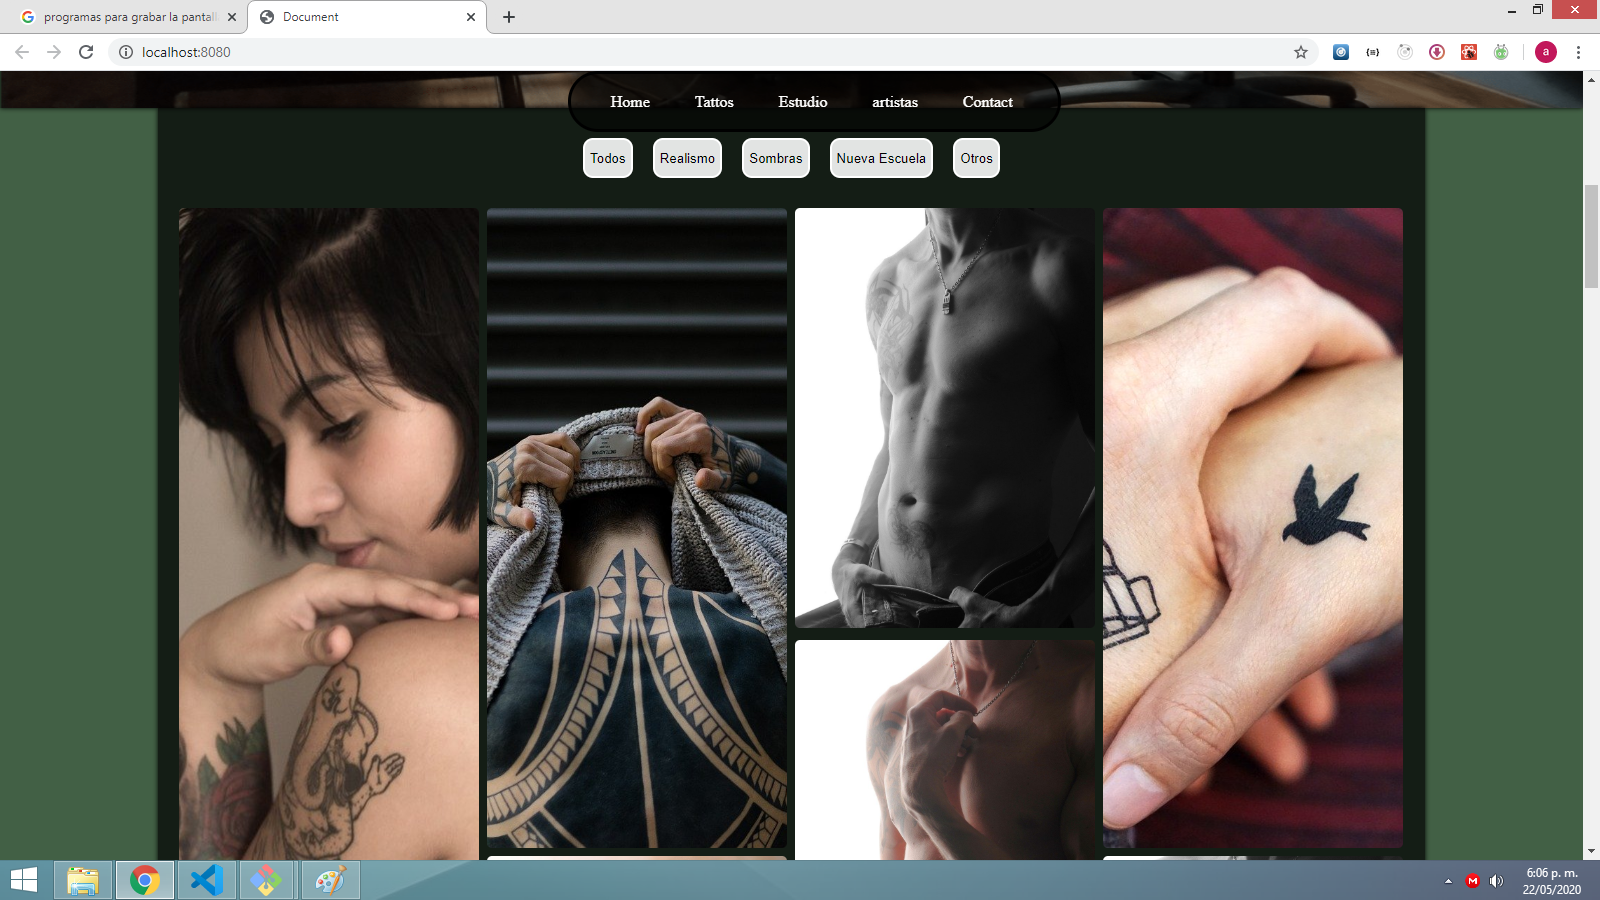 programas para grabar la pantal
Document
localhost:8080
a
Home Tattos Estudio artistas Contact
Todos Realismo Sombras Nueva Escuela Otros
6:06 p. m.
22/05/2020